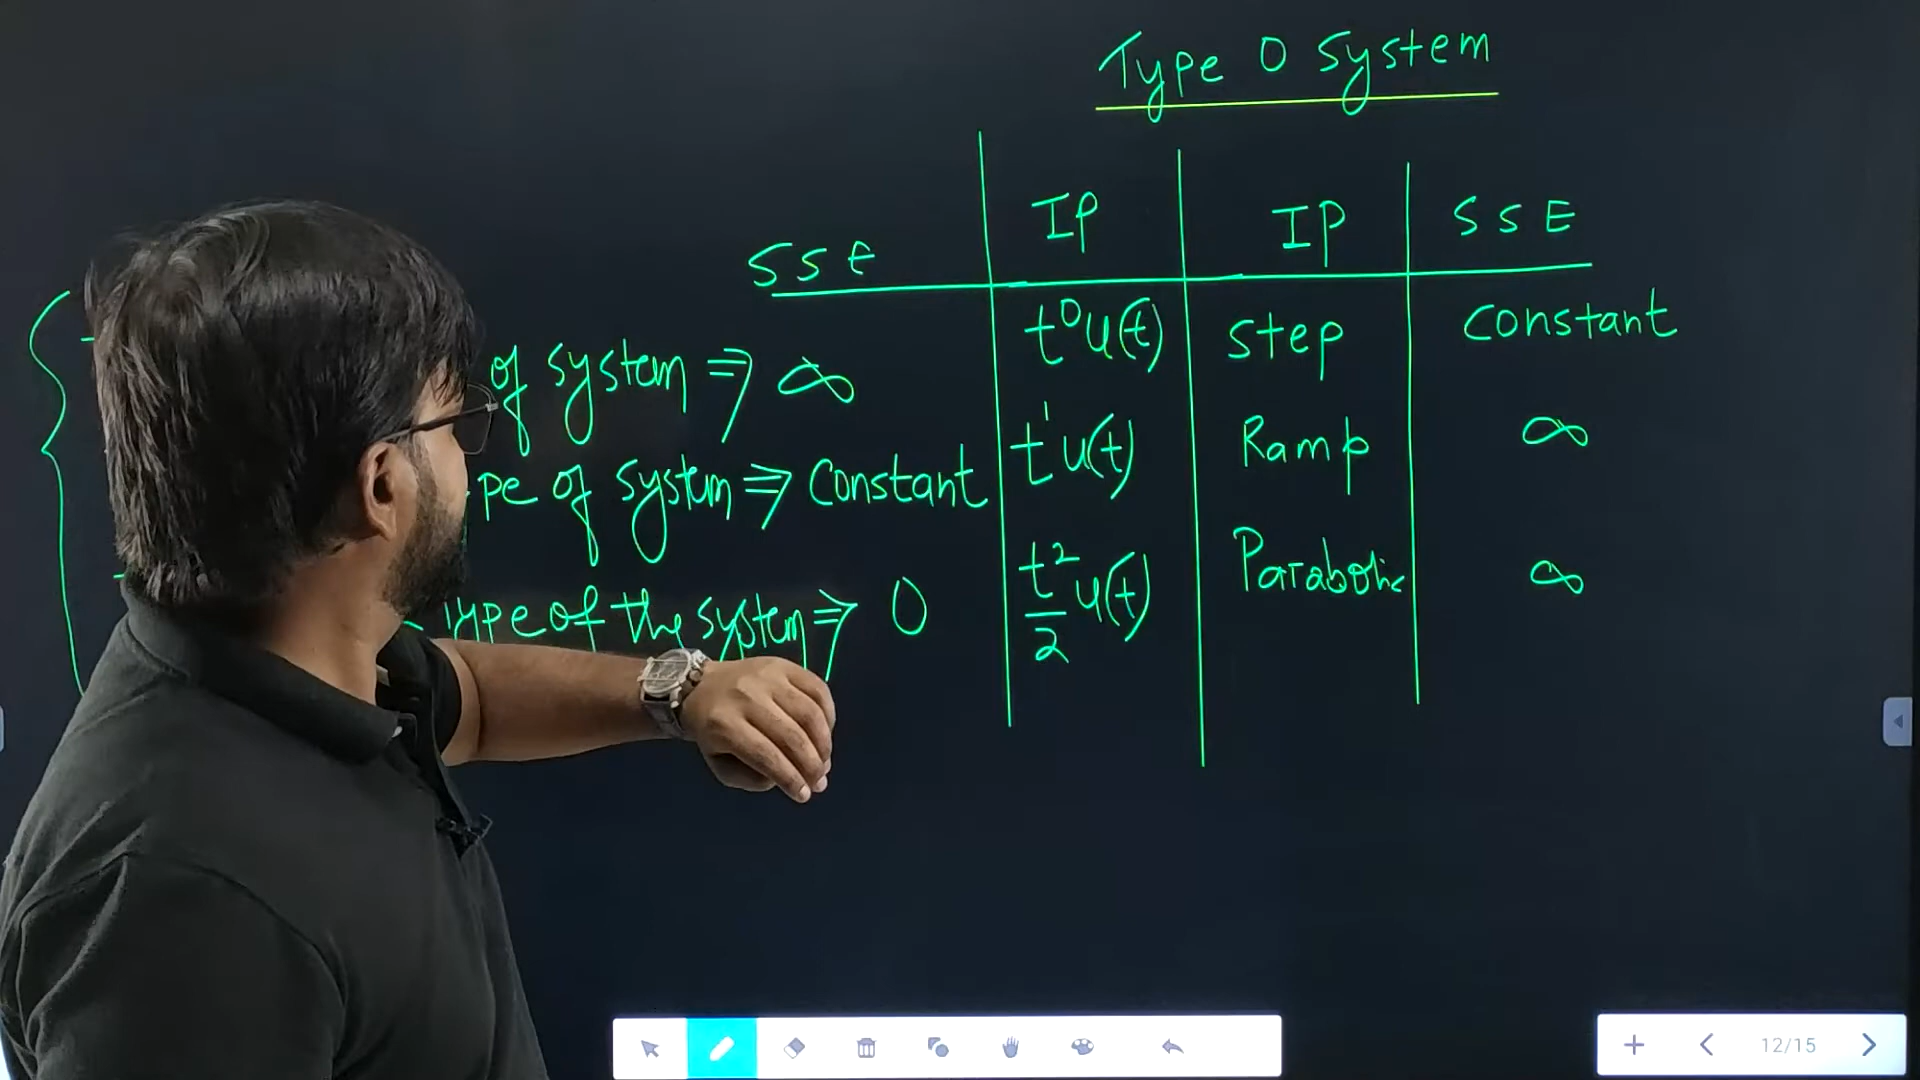 Type 0 system
SSE IP IP SSE
of system ⇒ ∞ t⁰u(t) step constant
pe of system ⇒ Constant t¹u(t) Ramp ∞
Type of the system ⇒ 0 t²/2 u(t) Parabolic ∞
12/15